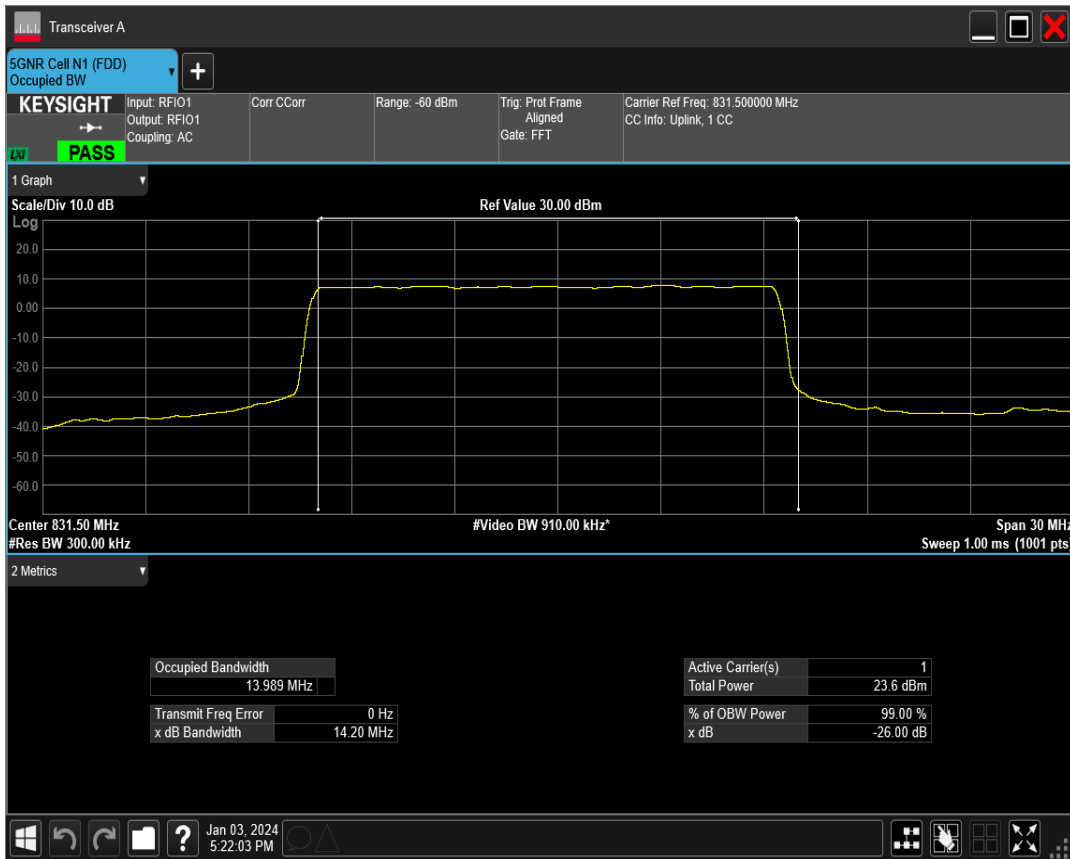 Transceiver A
5GNR Cell N1 (FDD)
Occupied BW
+
KEYSIGHT
LXI
PASS
Input: RFIO1
Output: RFIO1
Coupling: AC
Corr CCorr
Range: -60 dBm
Trig: Prot Frame
Aligned
Gate: FFT
Carrier Ref Freq: 831.500000 MHz
CC Info: Uplink, 1 CC
1 Graph
Scale/Div 10.0 dB
Ref Value 30.00 dBm
Log
20.0
10.0
0.00
-10.0
-20.0
-30.0
-40.0
-50.0
-60.0
Center 831.50 MHz
#Video BW 910.00 kHz*
Span 30 MHz
#Res BW 300.00 kHz
Sweep 1.00 ms (1001 pts)
2 Metrics
Occupied Bandwidth
13.989 MHz
Transmit Freq Error 0 Hz
x dB Bandwidth 14.20 MHz
Active Carrier(s) 1
Total Power 23.6 dBm
% of OBW Power 99.00 %
x dB -26.00 dB
?
Jan 03, 2024
5:22:03 PM